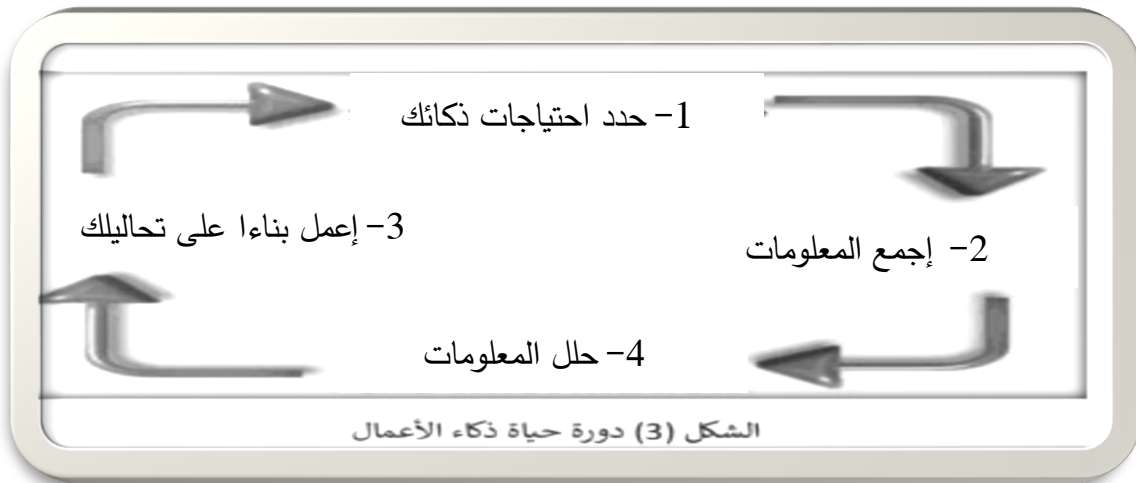 1- حدد احتياجات ذكائك
2- إجمع المعلومات
3- إعمل بناءا على تحاليلك
4- حلل المعلومات
الشكل (3) دورة حياة ذكاء الأعمال